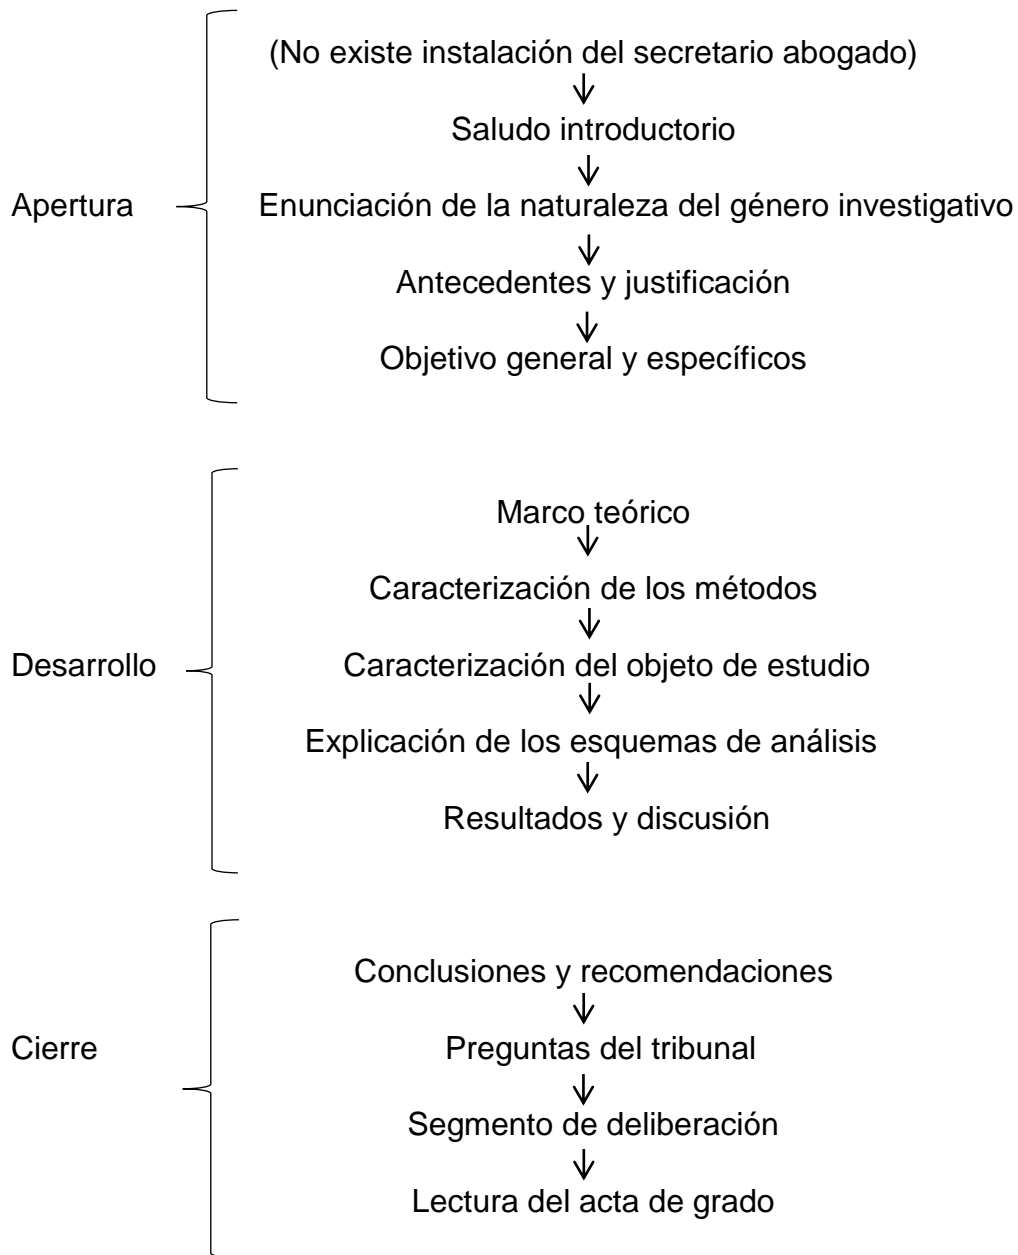 (No existe instalación del secretario abogado)
Saludo introductorio
Apertura
Enunciación de la naturaleza del género investigativo
Antecedentes y justificación
Objetivo general y específicos
Marco teórico
Caracterización de los métodos
Desarrollo
Caracterización del objeto de estudio
Explicación de los esquemas de análisis
Resultados y discusión
Conclusiones y recomendaciones
Cierre
Preguntas del tribunal
Segmento de deliberación
Lectura del acta de grado